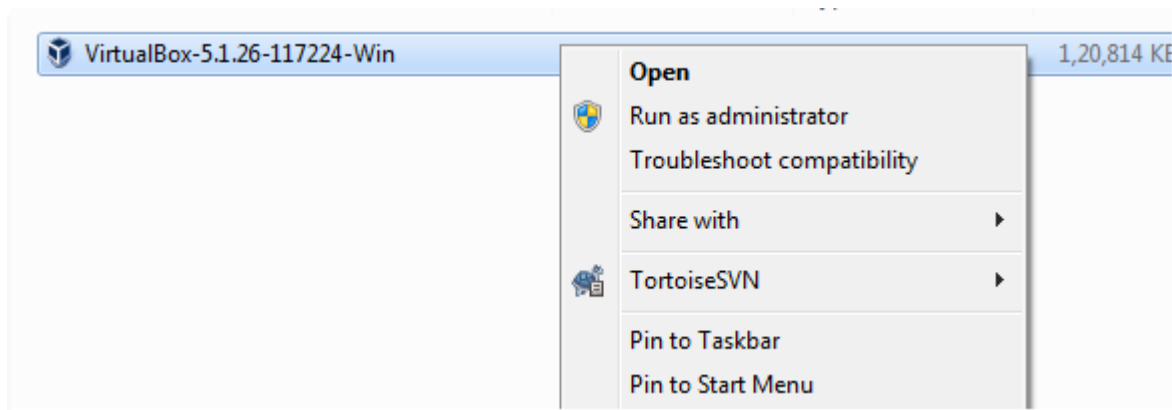 VirtualBox-5.1.26-117224-Win 1,20,814 KB
Open
Run as administrator
Troubleshoot compatibility
Share with
TortoiseSVN
Pin to Taskbar
Pin to Start Menu